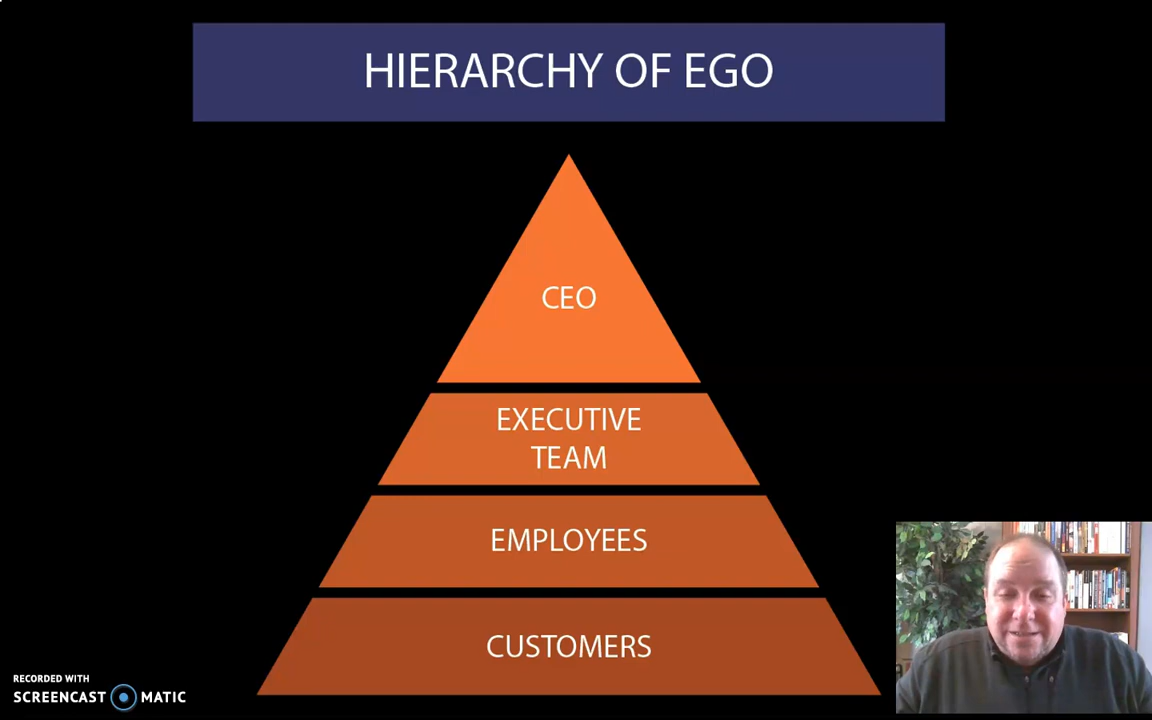 HIERARCHY OF EGO
CEO
EXECUTIVE
TEAM
EMPLOYEES
CUSTOMERS
RECORDED WITH
SCREENCAST MATIC